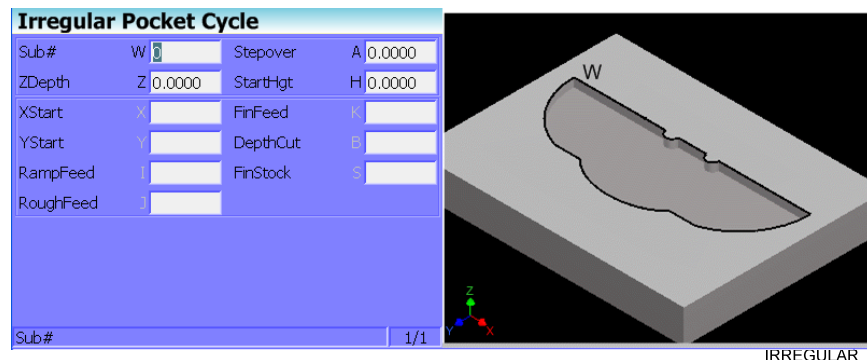 Irregular Pocket Cycle
Sub# W 0 Stepover A 0.0000
ZDepth Z 0.0000 StartHgt H 0.0000
XStart X FinFeed K
YStart Y DepthCut B
RampFeed I FinStock S
RoughFeed J
Sub# 1/1
W
Z
Y X
IRREGULAR